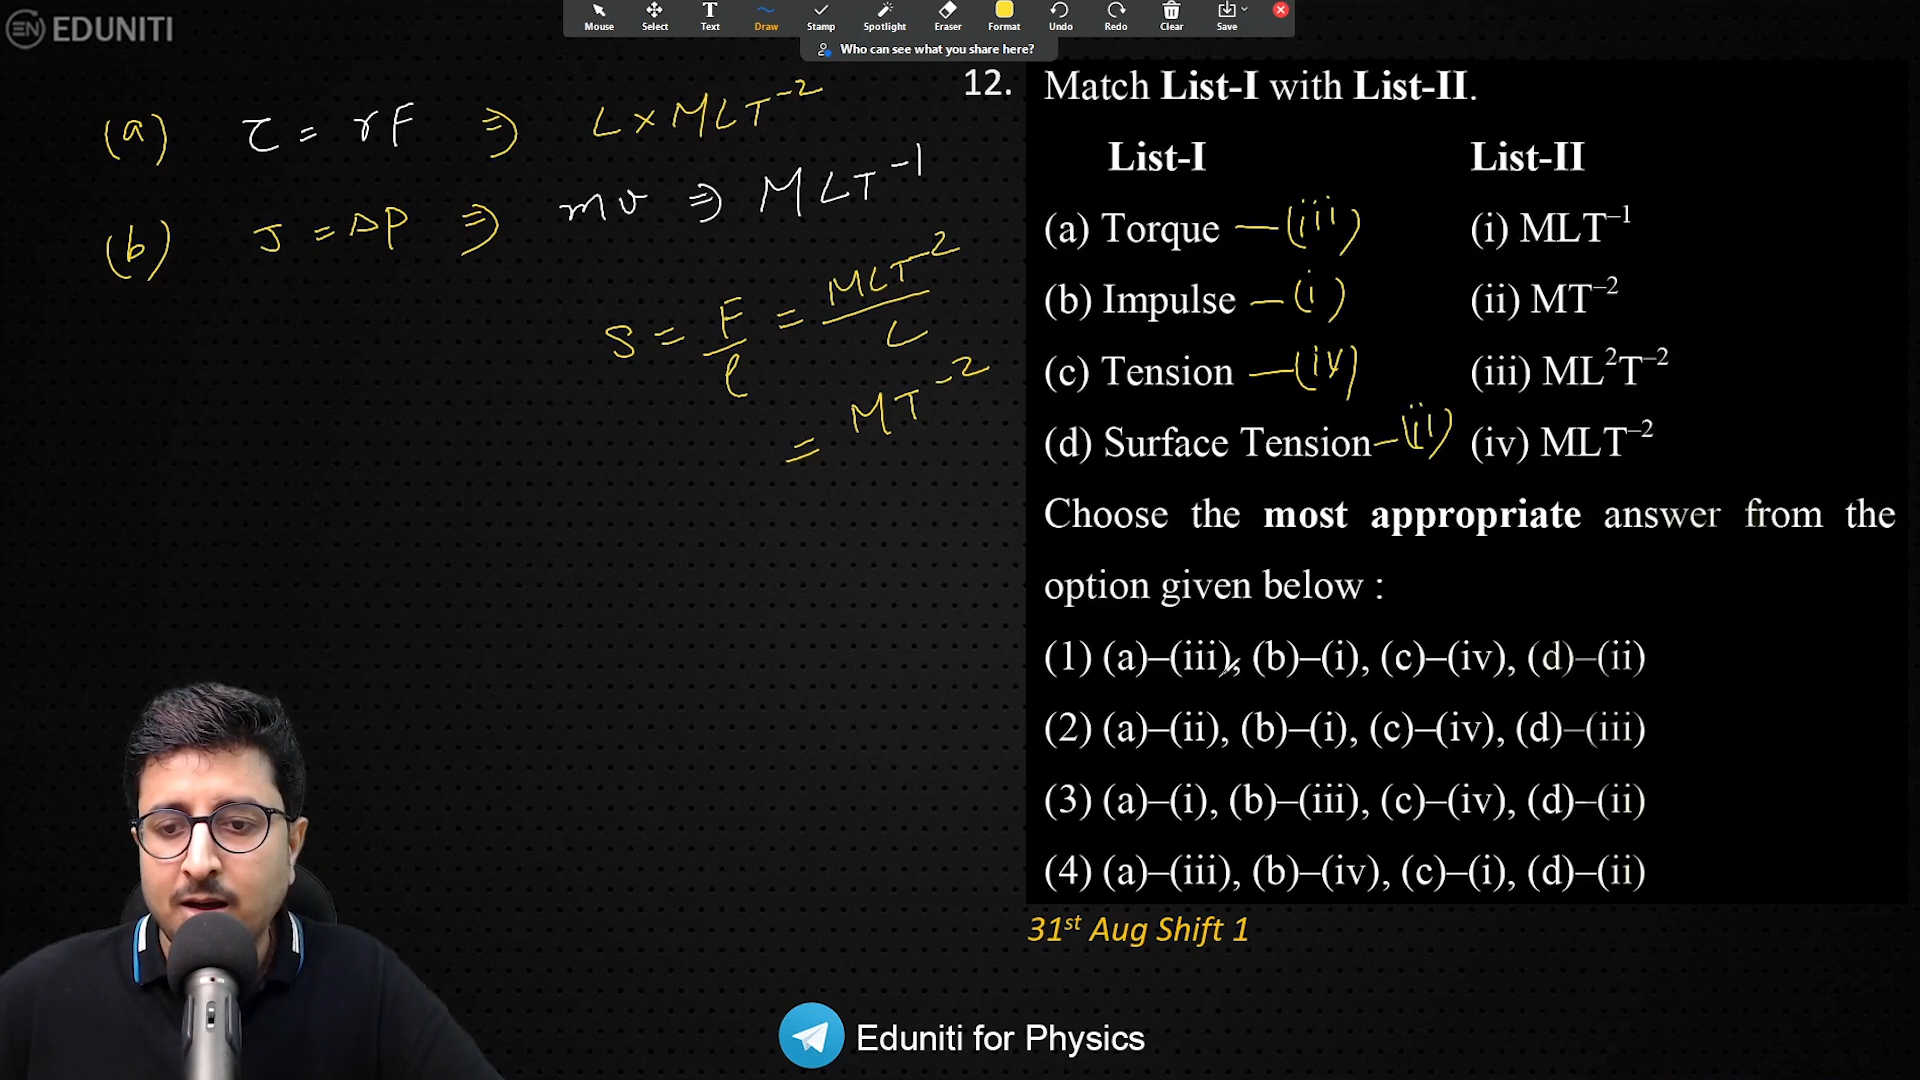 EN EDUNITI
Mouse Select Text Draw Stamp Spotlight Eraser Format Undo Redo Clear Save
Who can see what you share here?
(a) τ = rF ⇒ L × MLT⁻²
(b) J = ΔP ⇒ mv ⇒ MLT⁻¹
S = F/l = MLT⁻²/L
= MT⁻²
12. Match List-I with List-II.
List-I List-II
(a) Torque —(iii) (i) MLT⁻¹
(b) Impulse —(i) (ii) MT⁻²
(c) Tension —(iv) (iii) ML²T⁻²
(d) Surface Tension–(ii) (iv) MLT⁻²
Choose the most appropriate answer from the
option given below :
(1) (a)–(iii), (b)–(i), (c)–(iv), (d)–(ii)
(2) (a)–(ii), (b)–(i), (c)–(iv), (d)–(iii)
(3) (a)–(i), (b)–(iii), (c)–(iv), (d)–(ii)
(4) (a)–(iii), (b)–(iv), (c)–(i), (d)–(ii)
31st Aug Shift 1
Eduniti for Physics